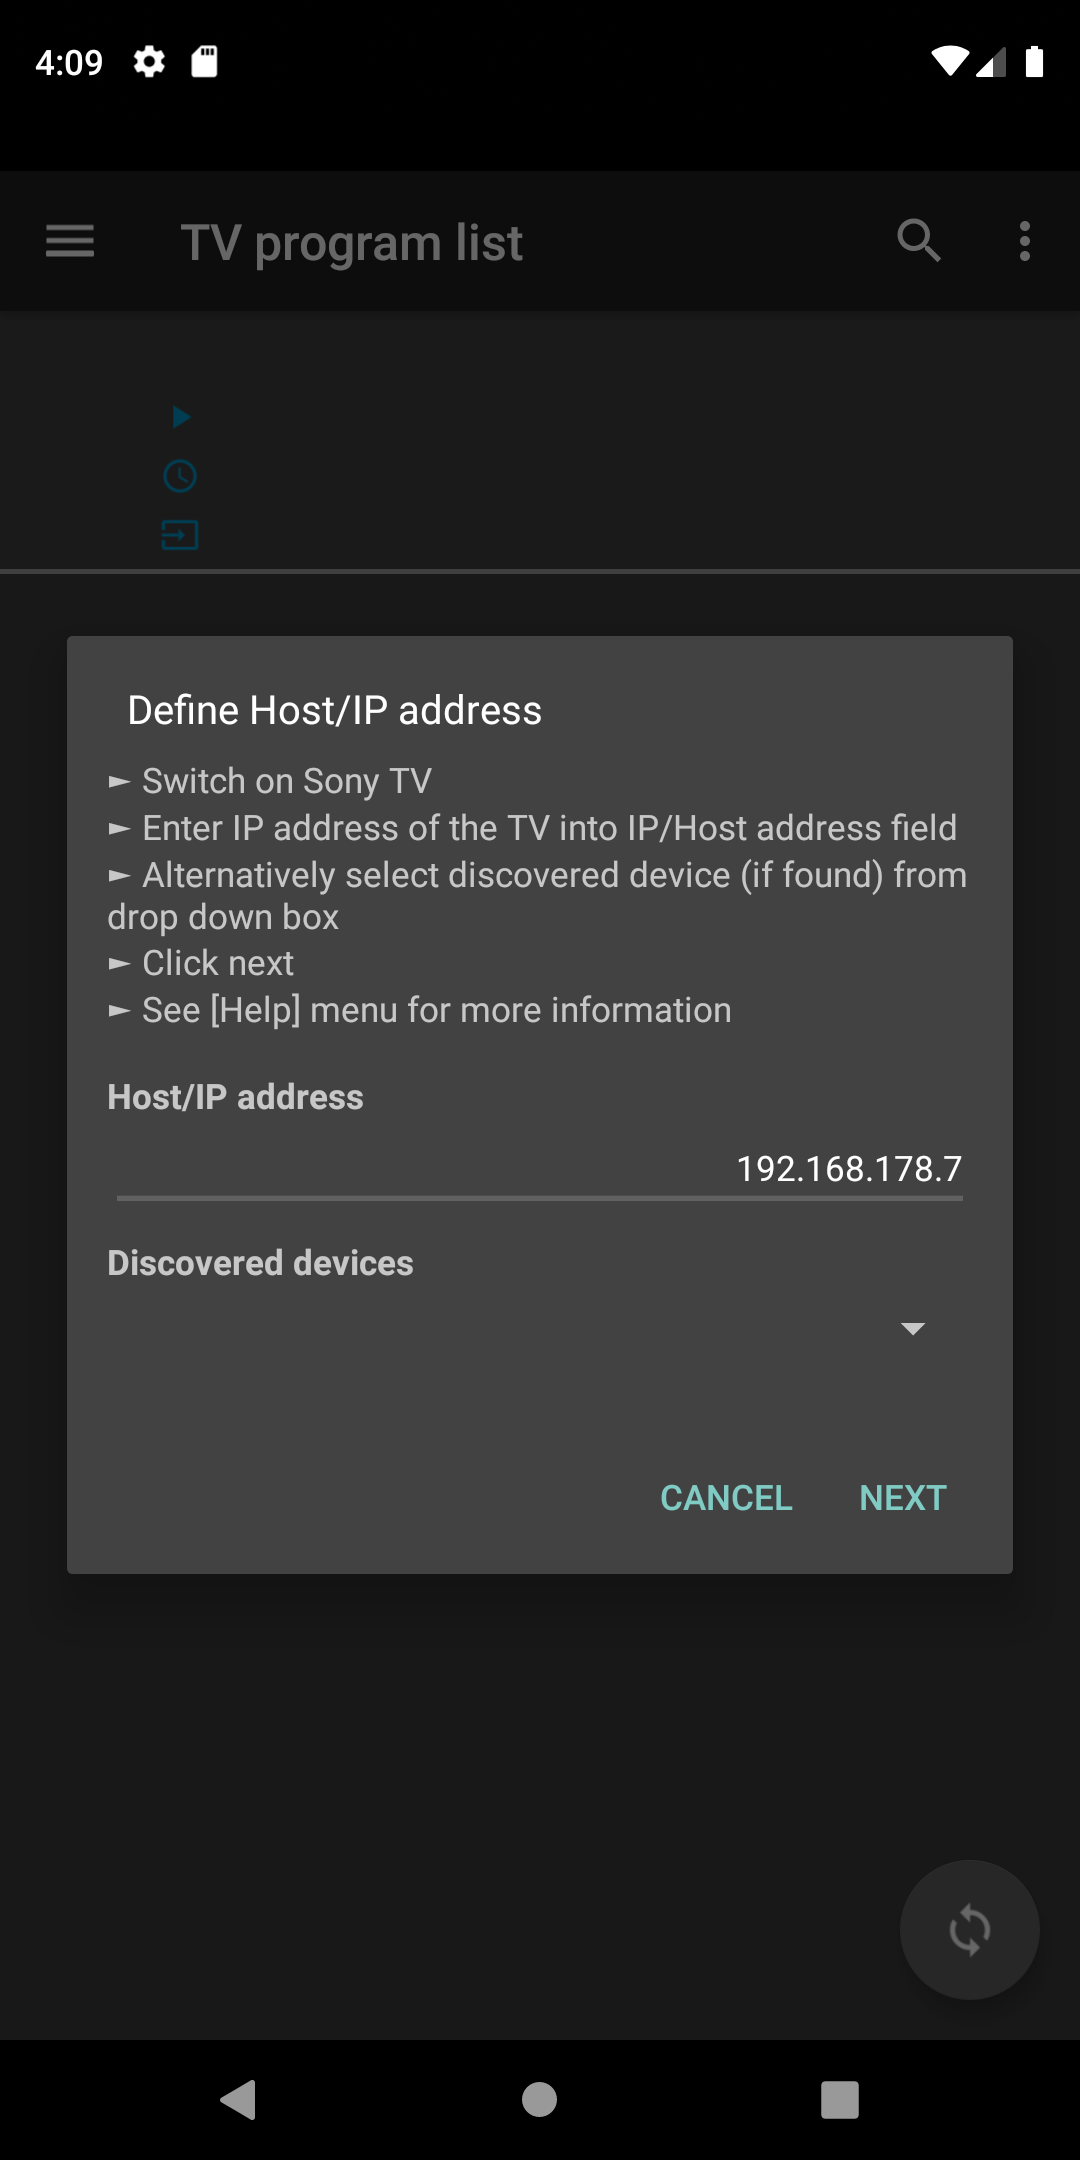 4:09
TV program list
Define Host/IP address
► Switch on Sony TV
► Enter IP address of the TV into IP/Host address field
► Alternatively select discovered device (if found) from
drop down box
► Click next
► See [Help] menu for more information
Host/IP address
192.168.178.7
Discovered devices
CANCEL NEXT